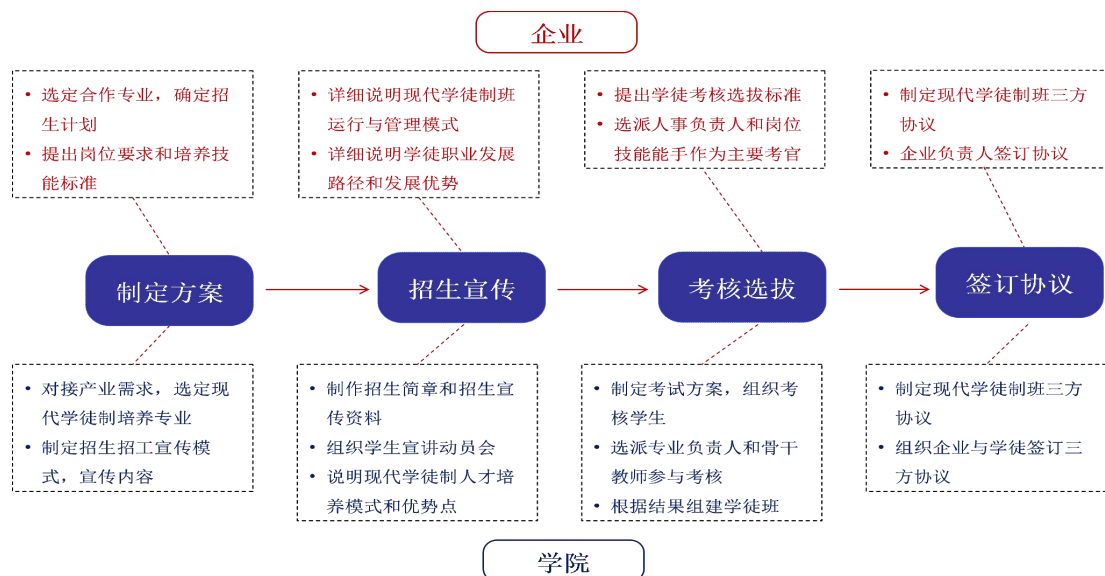 企业
• 选定合作专业，确定招
生计划
• 提出岗位要求和培养技
能标准
• 详细说明现代学徒制班
运行与管理模式
• 详细说明学徒职业发展
路径和发展优势
• 提出学徒考核选拔标准
• 选派人事负责人和岗位
技能能手作为主要考官
• 制定现代学徒制班三方
协议
• 企业负责人签订协议
制定方案
招生宣传
考核选拔
签订协议
• 对接产业需求，选定现
代学徒制培养专业
• 制定招生招工宣传模
式，宣传内容
• 制作招生简章和招生宣
传资料
• 组织学生宣讲动员会
• 说明现代学徒制人才培
养模式和优势点
• 制定考试方案，组织考
核学生
• 选派专业负责人和骨干
教师参与考核
• 根据结果组建学徒班
• 制定现代学徒制班三方
协议
• 组织企业与学徒签订三
方协议
学院